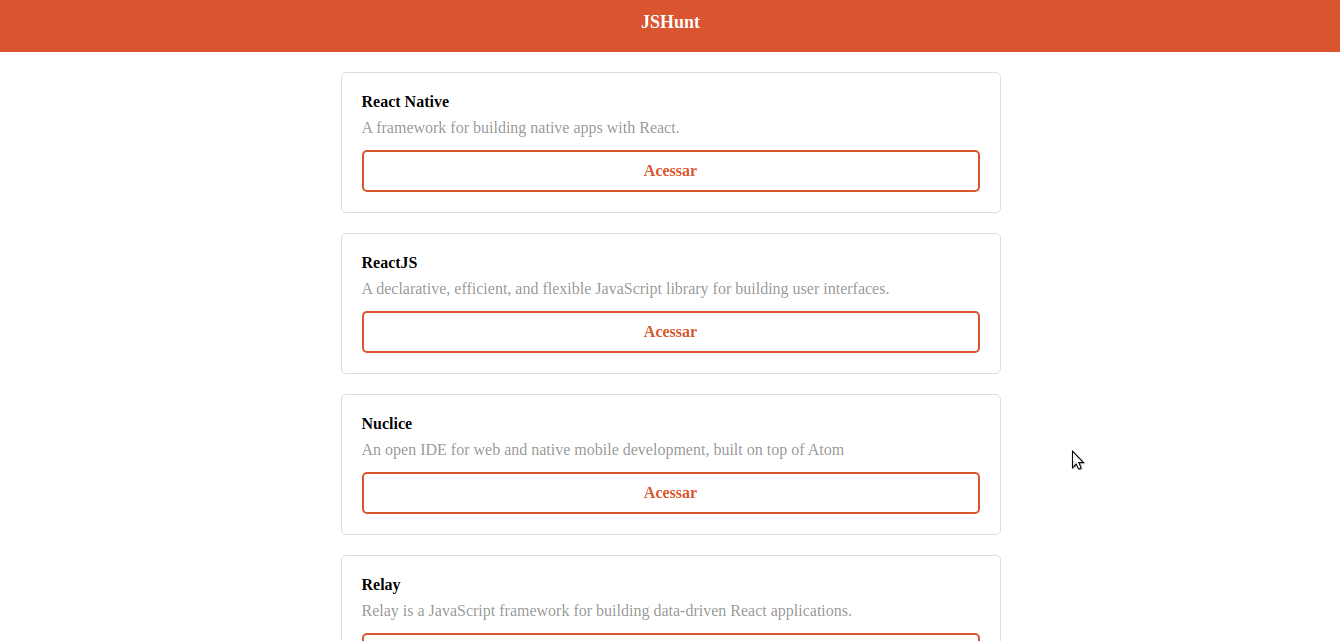 JSHunt
React Native
A framework for building native apps with React.
Acessar
ReactJS
A declarative, efficient, and flexible JavaScript library for building user interfaces.
Acessar
Nuclice
An open IDE for web and native mobile development, built on top of Atom
Acessar
Relay
Relay is a JavaScript framework for building data-driven React applications.